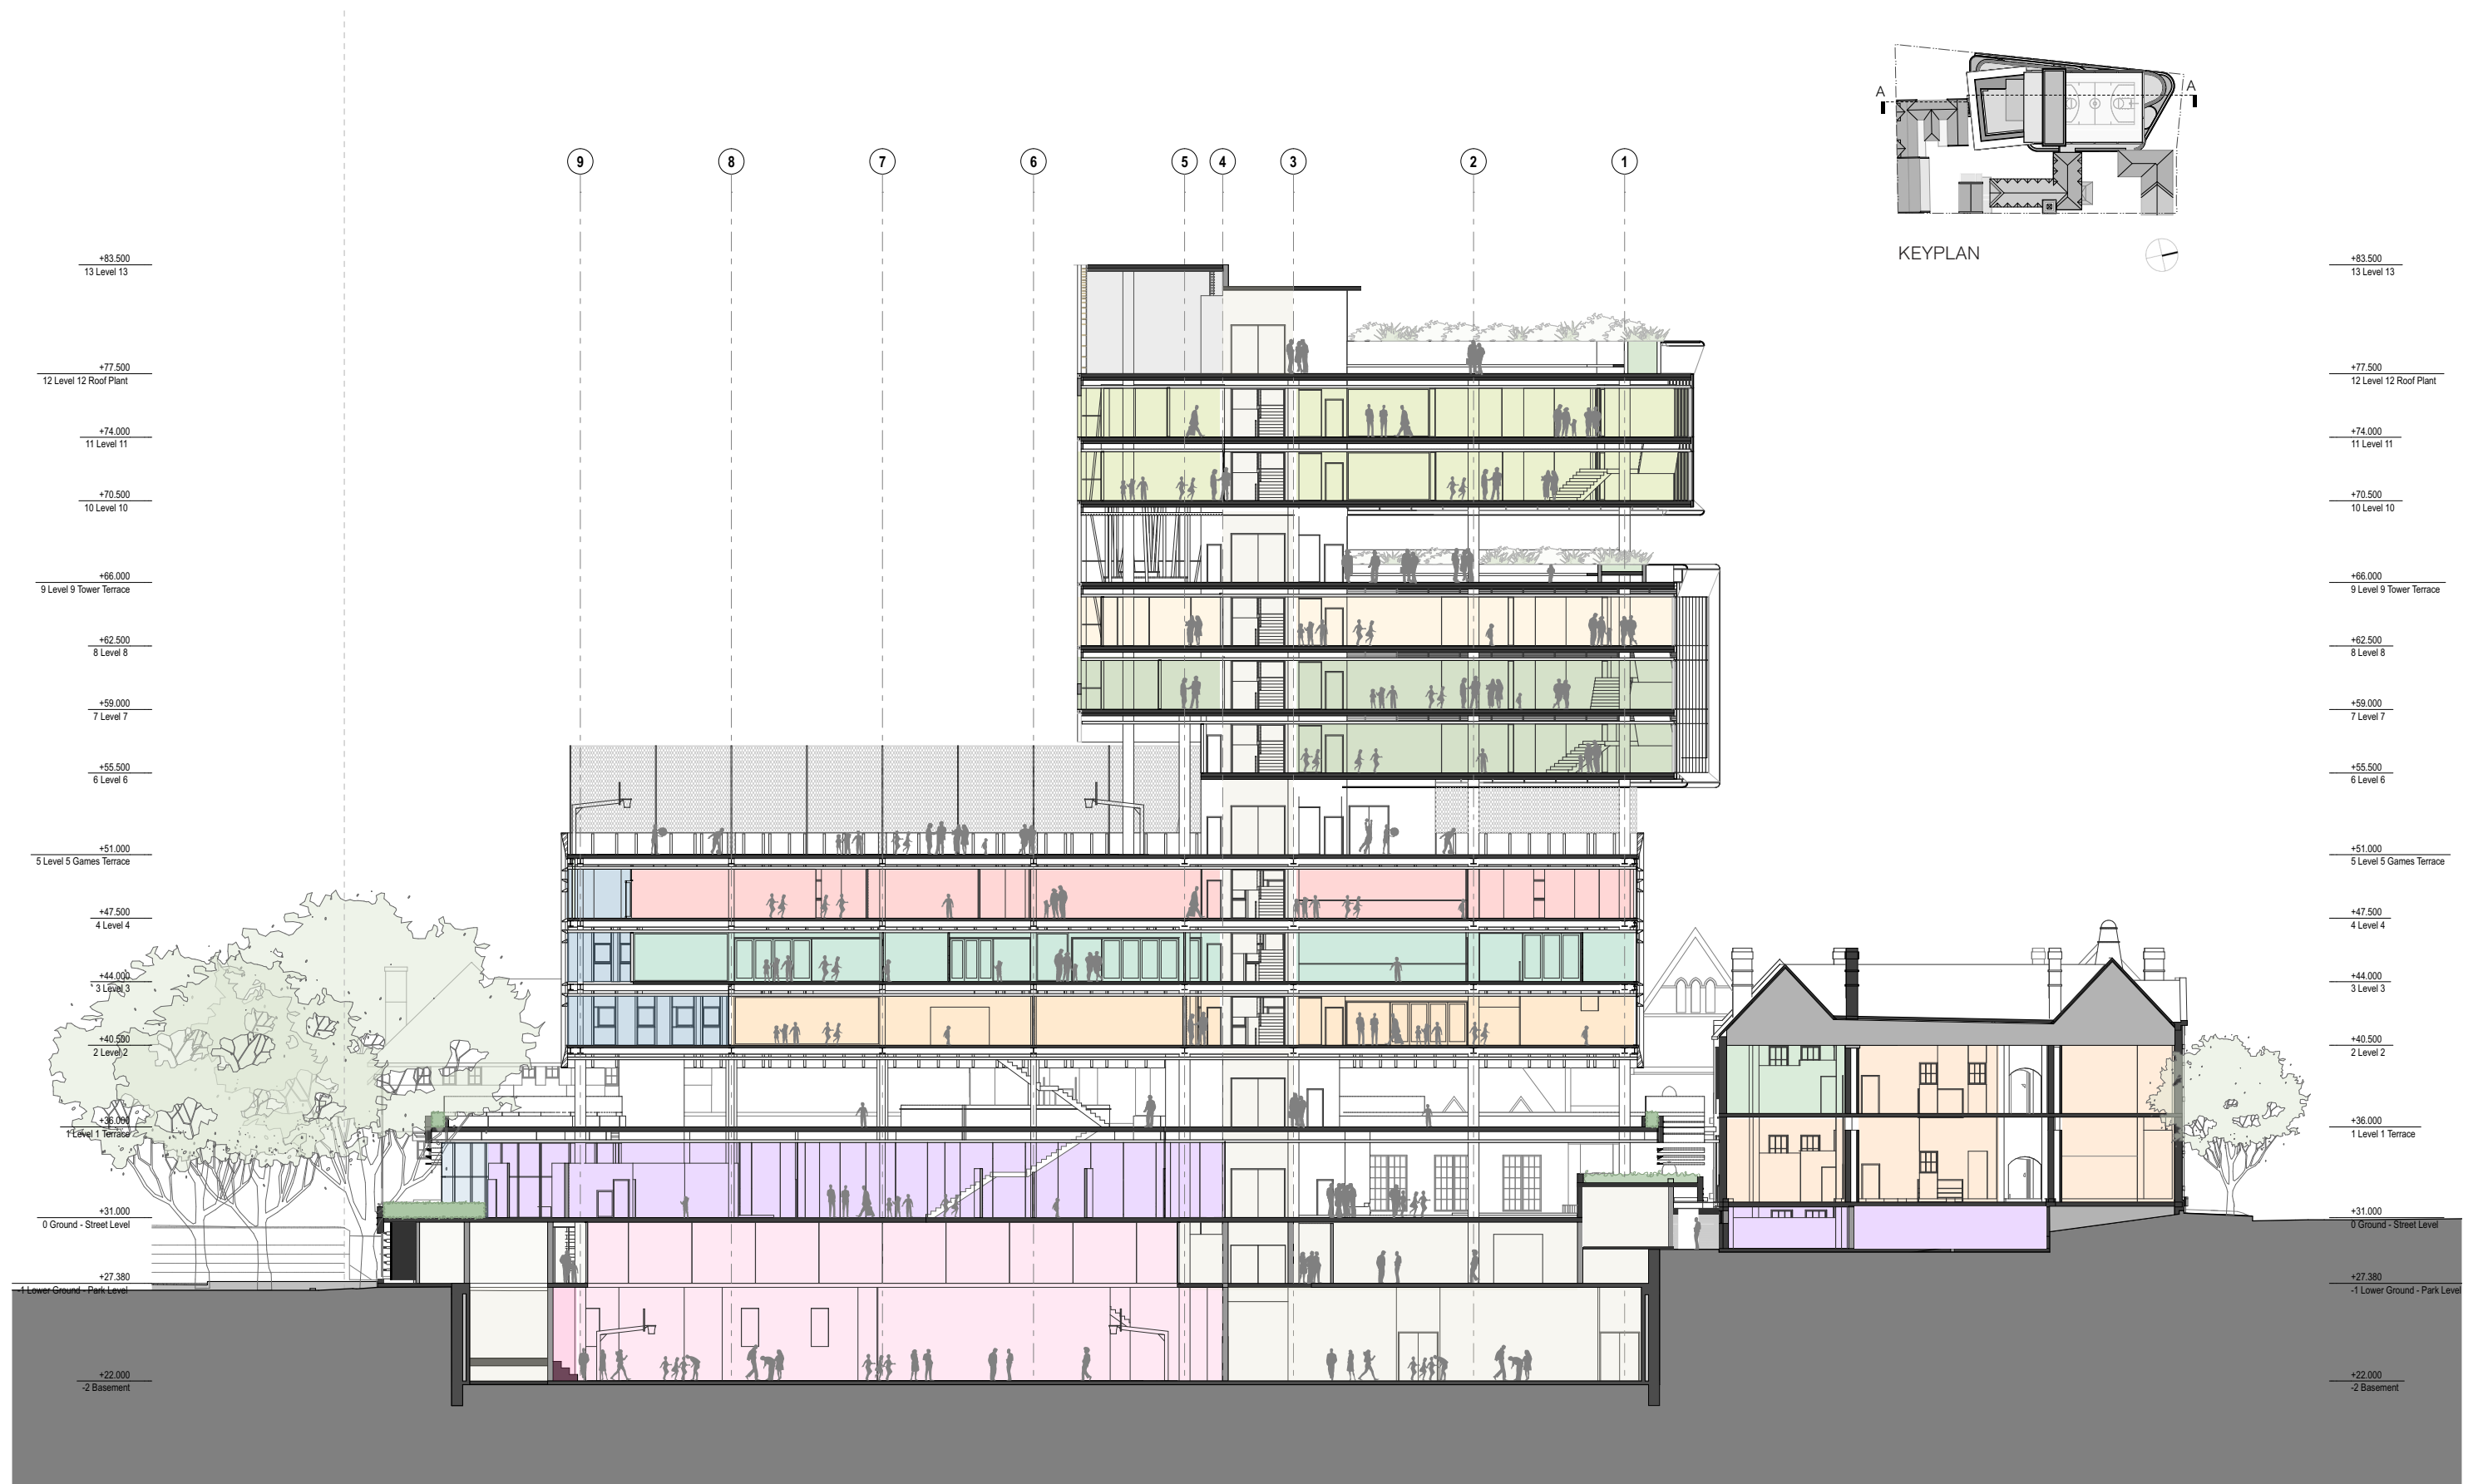 A
A
KEYPLAN
9
8
7
6
5
4
3
2
1
+83.500
13 Level 13
+77.500
12 Level 12 Roof Plant
+74.000
11 Level 11
+70.500
10 Level 10
+66.000
9 Level 9 Tower Terrace
+62.500
8 Level 8
+59.000
7 Level 7
+55.500
6 Level 6
+51.000
5 Level 5 Games Terrace
+47.500
4 Level 4
+44.000
3 Level 3
+40.500
2 Level 2
+36.000
1 Level 1 Terrace
+31.000
0 Ground - Street Level
+27.380
-1 Lower Ground - Park Level
+22.000
-2 Basement
+83.500
13 Level 13
+77.500
12 Level 12 Roof Plant
+74.000
11 Level 11
+70.500
10 Level 10
+66.000
9 Level 9 Tower Terrace
+62.500
8 Level 8
+59.000
7 Level 7
+55.500
6 Level 6
+51.000
5 Level 5 Games Terrace
+47.500
4 Level 4
+44.000
3 Level 3
+40.500
2 Level 2
+36.000
1 Level 1 Terrace
+31.000
0 Ground - Street Level
+27.380
-1 Lower Ground - Park Level
+22.000
-2 Basement